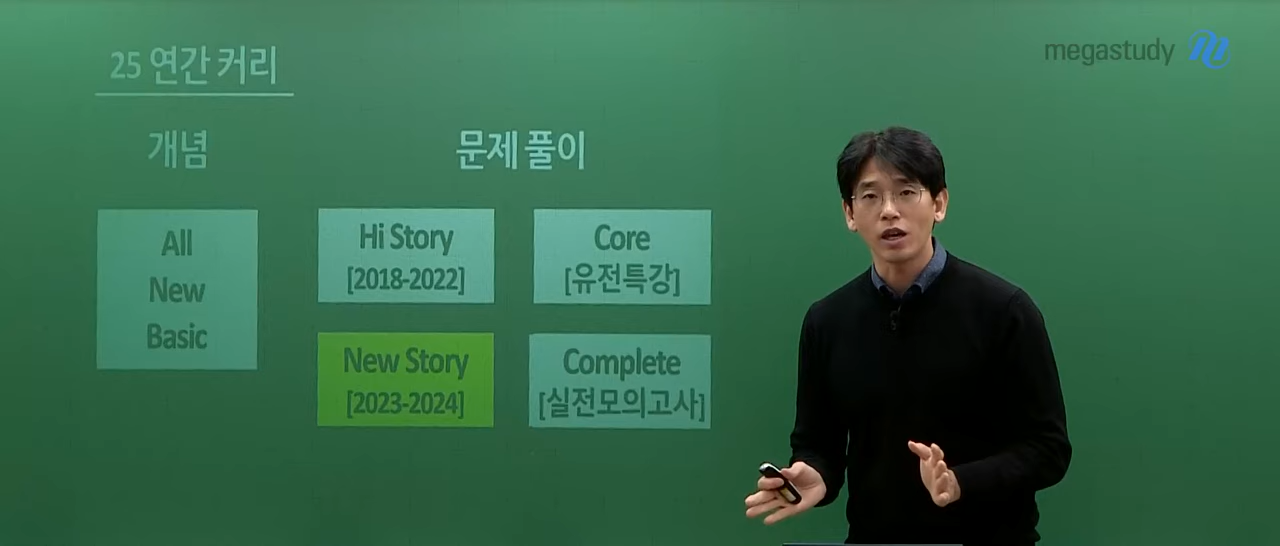 25 연간 커리
megastudy
개념
문제 풀이
All
New
Basic
Hi Story
[2018-2022]
Core
[유전특강]
New Story
[2023-2024]
Complete
[실전모의고사]